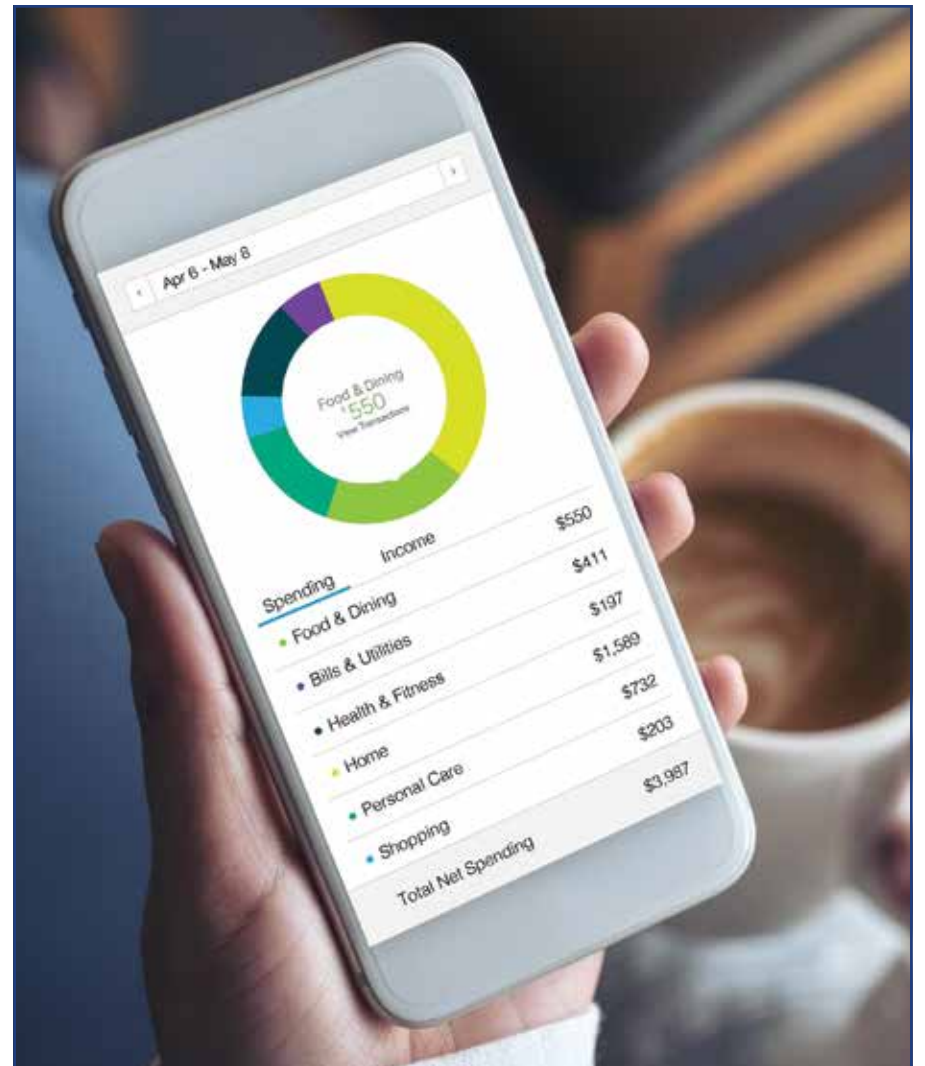 ‹ Apr 6 - May 8 ›
Food & Dining
$550
View Transactions
Spending Income
Food & Dining $550
Bills & Utilities $411
Health & Fitness $197
Home $1,589
Personal Care $732
Shopping $203
Total Net Spending $3,987